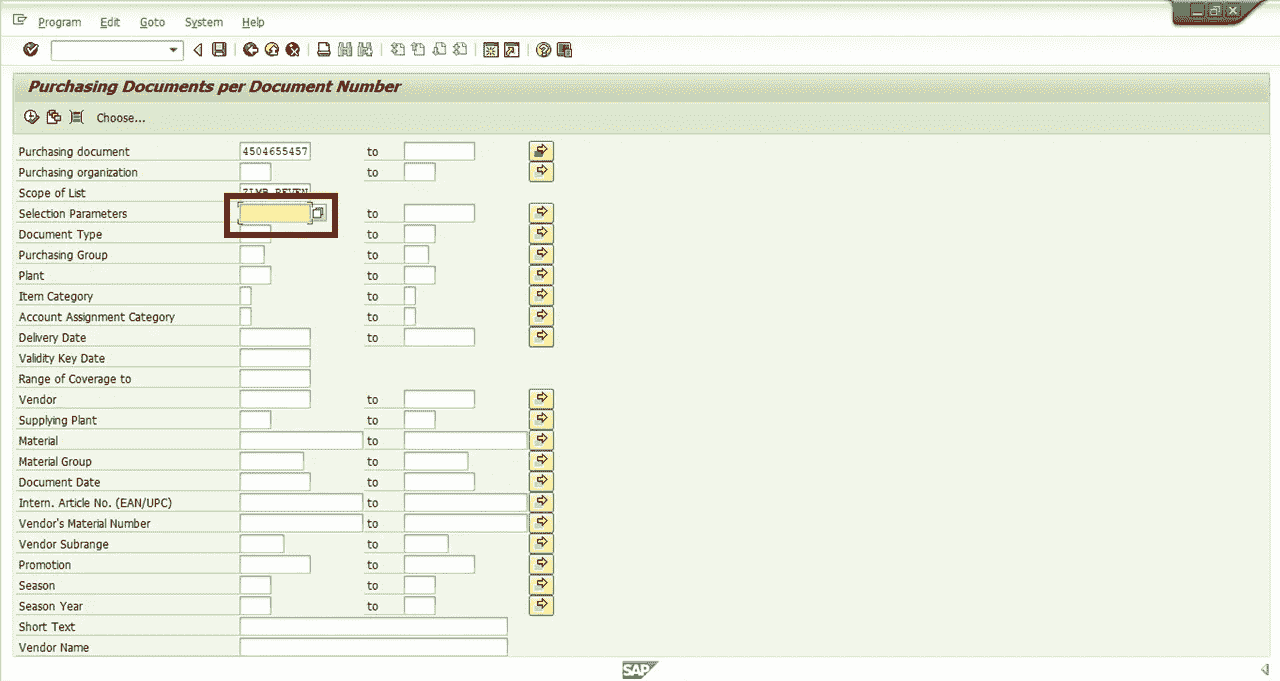 Program Edit Goto System Help
Purchasing Documents per Document Number
Choose...
Purchasing document 4504655457 to
Purchasing organization to
Scope of List
Selection Parameters to
Document Type to
Purchasing Group to
Plant to
Item Category to
Account Assignment Category to
Delivery Date to
Validity Key Date
Range of Coverage to
Vendor to
Supplying Plant to
Material to
Material Group to
Document Date to
Intern. Article No. (EAN/UPC) to
Vendor's Material Number to
Vendor Subrange to
Promotion to
Season to
Season Year to
Short Text
Vendor Name
SAP